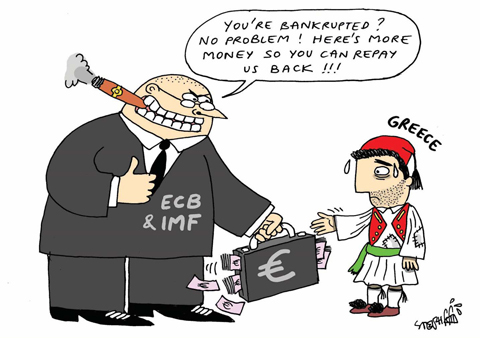 YOU'RE BANKRUPTED?
NO PROBLEM! HERE'S MORE
MONEY SO YOU CAN REPAY
US BACK!!!
GREECE
ECB
& IMF
€